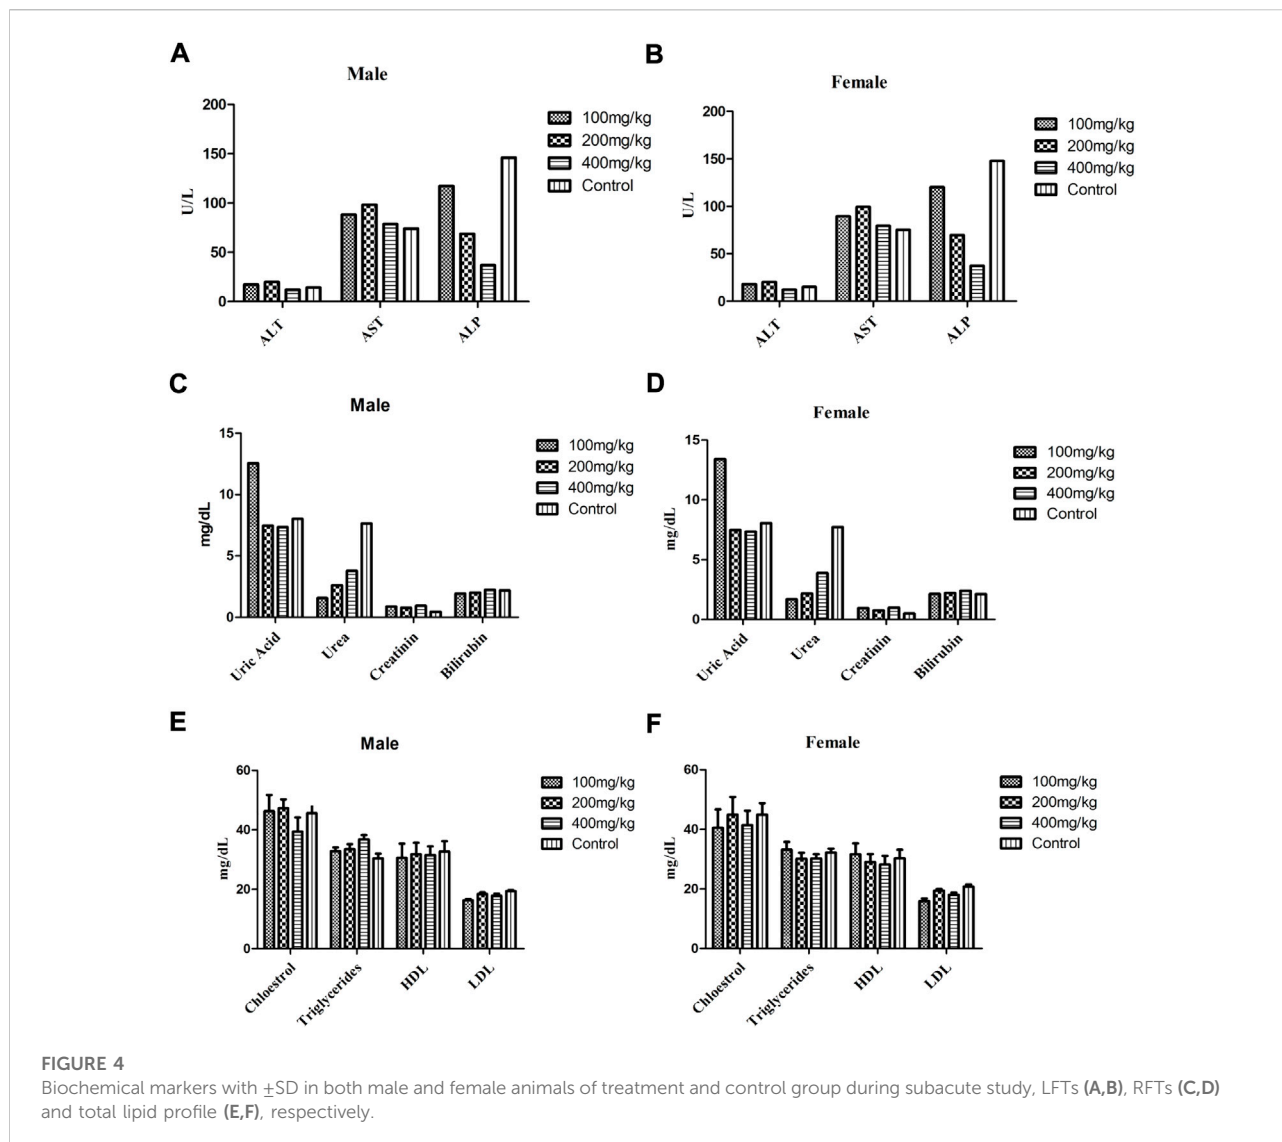 A
Male
U/L
200
150
100
50
0
ALT
AST
ALP
100mg/kg
200mg/kg
400mg/kg
Control
B
Female
U/L
200
150
100
50
0
ALT
AST
ALP
100mg/kg
200mg/kg
400mg/kg
Control
C
Male
mg/dL
15
10
5
0
Uric Acid
Urea
Creatinin
Bilirubin
100mg/kg
200mg/kg
400mg/kg
Control
D
Female
mg/dL
15
10
5
0
Uric Acid
Urea
Creatinin
Bilirubin
100mg/kg
200mg/kg
400mg/kg
Control
E
Male
mg/dL
60
40
20
0
Chloestrol
Triglycerides
HDL
LDL
100mg/kg
200mg/kg
400mg/kg
Control
F
Female
mg/dL
60
40
20
0
Chloestrol
Triglycerides
HDL
LDL
100mg/kg
200mg/kg
400mg/kg
Control
FIGURE 4
Biochemical markers with ±SD in both male and female animals of treatment and control group during subacute study, LFTs (A,B), RFTs (C,D)
and total lipid profile (E,F), respectively.